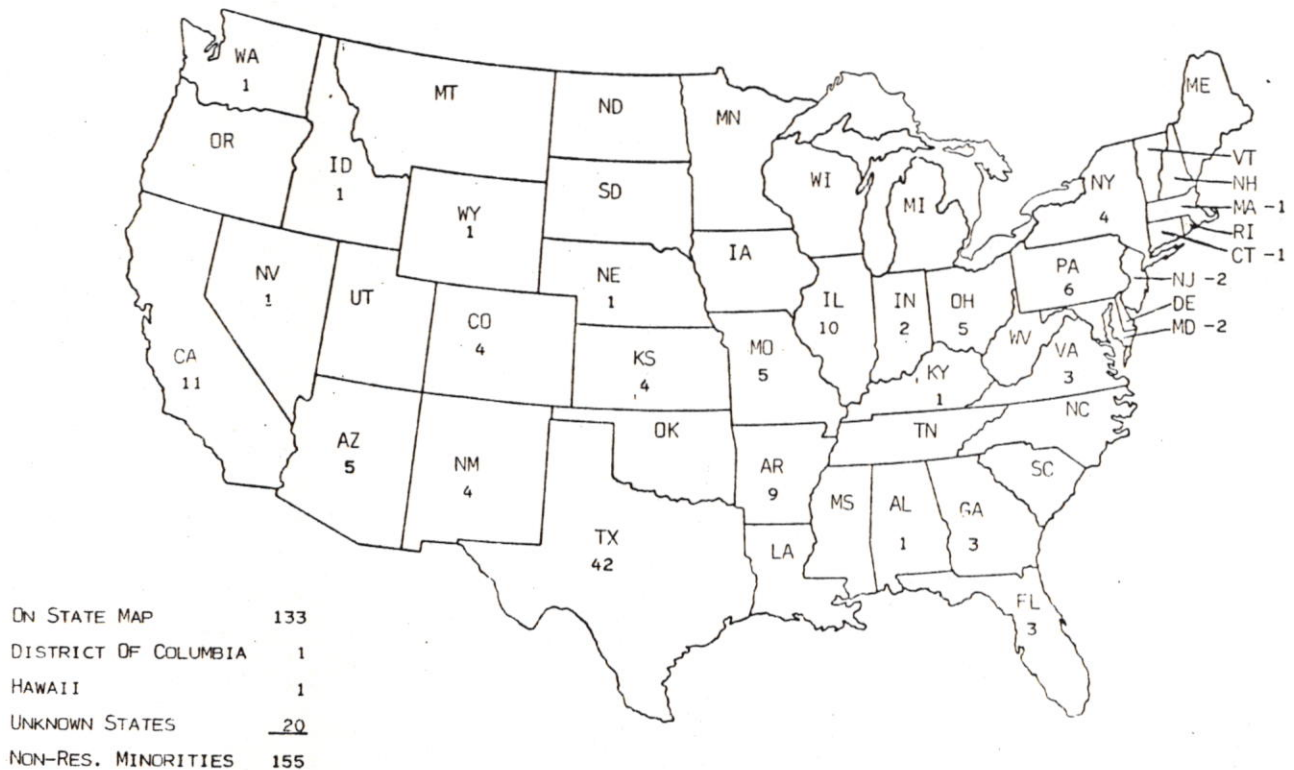 WA
1
MT
ND
MN
ME
OR
ID
1
SD
WI
MI
NY
4
VT
NH
MA -1
RI
CT -1
NJ -2
DE
MD -2
WY
1
IA
PA
6
NV
1
UT
NE
1
IL
10
IN
2
OH
5
CO
4
WV
VA
3
CA
11
KS
4
MO
5
KY
1
NC
OK
TN
AZ
5
NM
4
AR
9
SC
MS
AL
1
GA
3
TX
42
LA
FL
3
ON STATE MAP 133
DISTRICT OF COLUMBIA 1
HAWAII 1
UNKNOWN STATES 20
NON-RES. MINORITIES 155